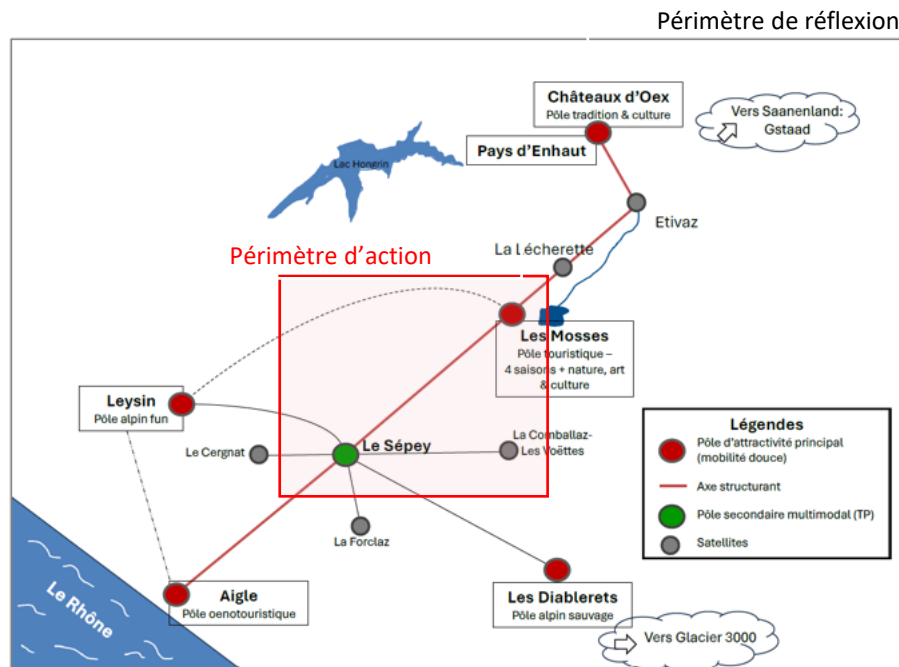 Périmètre de réflexion
Châteaux d'Oex
Pôle tradition & culture
Vers Saanenland:
Gstaad
Pays d'Enhaut
Lac Hongrin
Etivaz
La l écherette
Périmètre d'action
Les Mosses
Pôle touristique –
4 saisons + nature, art
& culture
Leysin
Pôle alpin fun
Le Cergnat
Le Sépey
La Comballaz-
Les Voëttes
La Forclaz
Légendes
Pôle d'attractivité principal
(mobilité douce)
Axe structurant
Pôle secondaire multimodal (TP)
Satellites
Le Rhône
Aigle
Pôle oenotouristique
Les Diablerets
Pôle alpin sauvage
Vers Glacier 3000